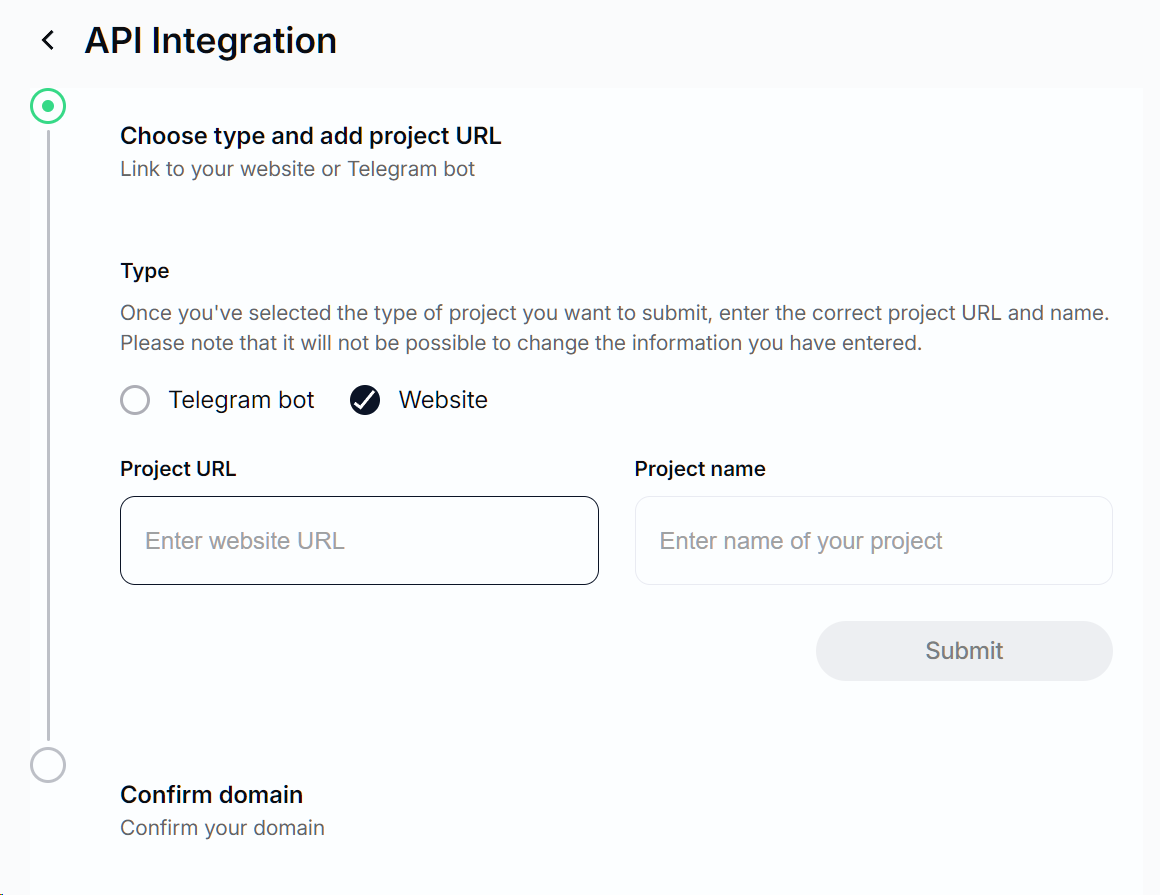 API Integration
Choose type and add project URL
Link to your website or Telegram bot
Type
Once you've selected the type of project you want to submit, enter the correct project URL and name.
Please note that it will not be possible to change the information you have entered.
Telegram bot Website
Project URL Project name
Enter website URL Enter name of your project
Submit
Confirm domain
Confirm your domain